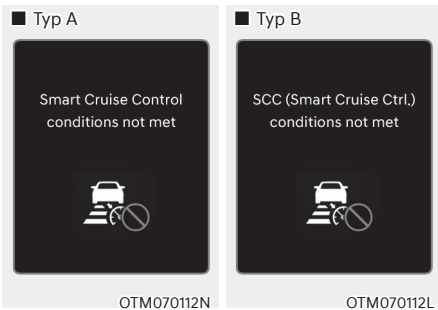 ■ Typ A
Smart Cruise Control
conditions not met
OTM070112N
■ Typ B
SCC (Smart Cruise Ctrl.)
conditions not met
OTM070112L